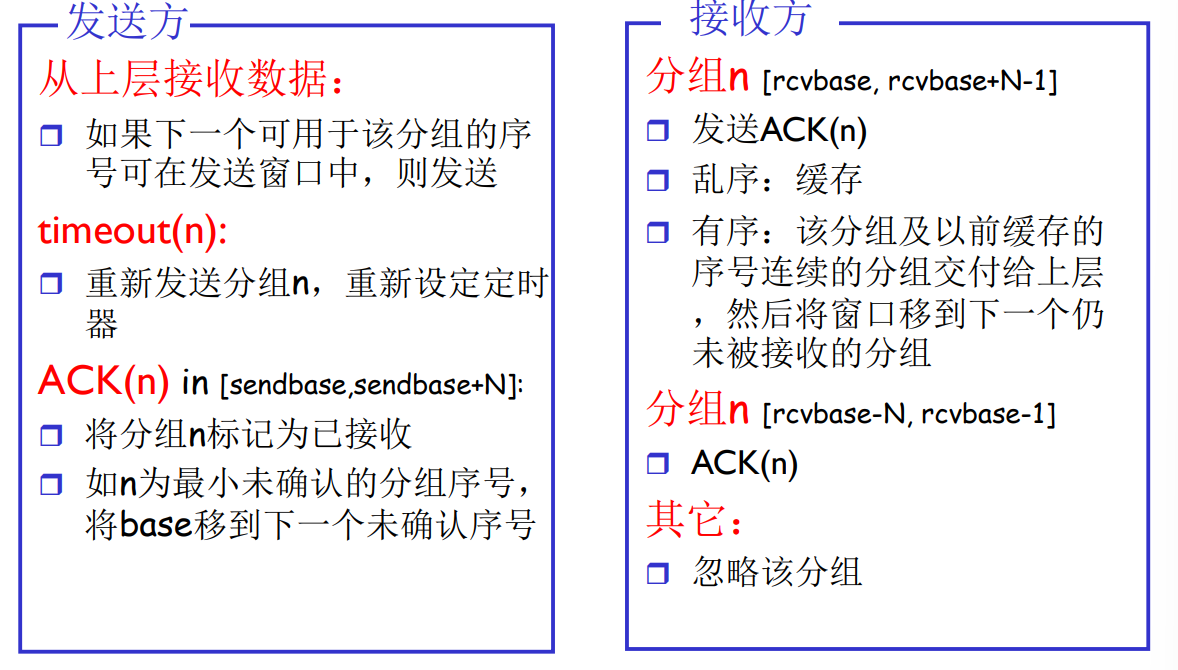 发送方
从上层接收数据：
如果下一个可用于该分组的序
号可在发送窗口中，则发送
timeout(n):
重新发送分组n，重新设定定时
器
ACK(n) in [sendbase,sendbase+N]:
将分组n标记为已接收
如n为最小未确认的分组序号，
将base移到下一个未确认序号
接收方
分组n [rcvbase, rcvbase+N-1]
发送ACK(n)
乱序：缓存
有序：该分组及以前缓存的
序号连续的分组交付给上层
，然后将窗口移到下一个仍
未被接收的分组
分组n [rcvbase-N, rcvbase-1]
ACK(n)
其它：
忽略该分组